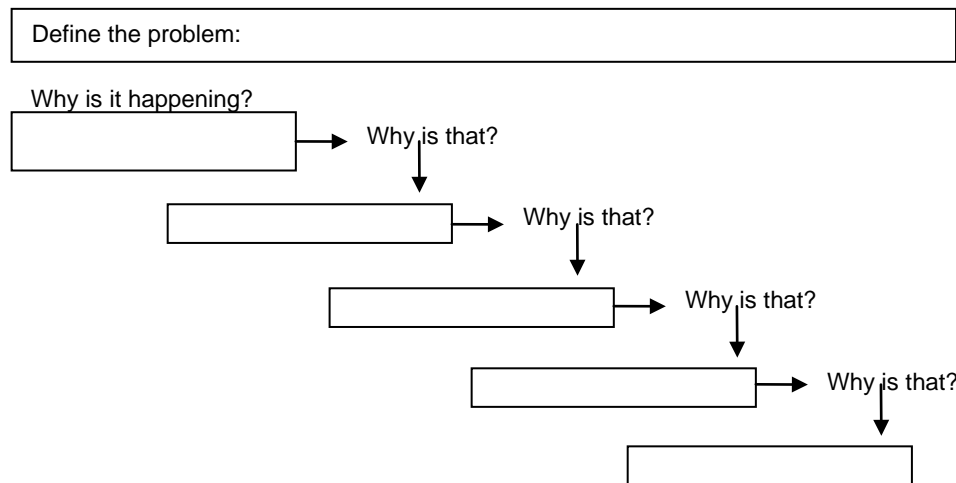 Define the problem:
Why is it happening?
Why is that?
Why is that?
Why is that?
Why is that?